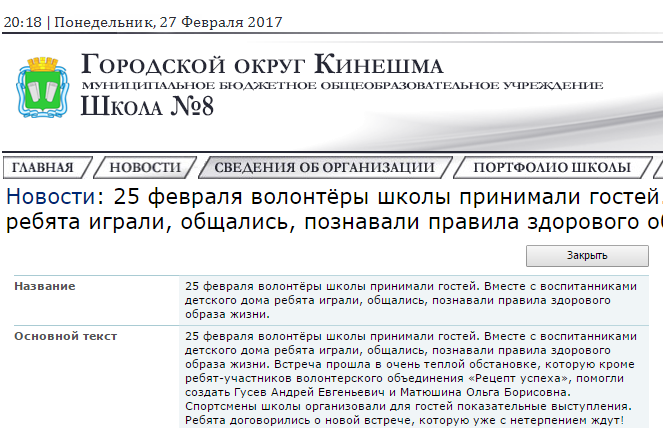 20:18 | Понедельник, 27 Февраля 2017
Городской округ Кинешма
муниципальное бюджетное общеобразовательное учреждение
Школа №8
ГЛАВНАЯ НОВОСТИ СВЕДЕНИЯ ОБ ОРГАНИЗАЦИИ ПОРТФОЛИО ШКОЛЫ
Новости: 25 февраля волонтёры школы принимали гостей.
ребята играли, общались, познавали правила здорового
Закрыть
Название
25 февраля волонтёры школы принимали гостей. Вместе с воспитанниками
детского дома ребята играли, общались, познавали правила здорового
образа жизни.
Основной текст
25 февраля волонтёры школы принимали гостей. Вместе с воспитанниками
детского дома ребята играли, общались, познавали правила здорового
образа жизни. Встреча прошла в очень теплой обстановке, которую кроме
ребят-участников волонтерского объединения «Рецепт успеха», помогли
создать Гусев Андрей Евгеньевич и Матюшина Ольга Борисовна.
Спортсмены школы организовали для гостей показательные выступления.
Ребята договорились о новой встрече, которую уже с нетерпением ждут!